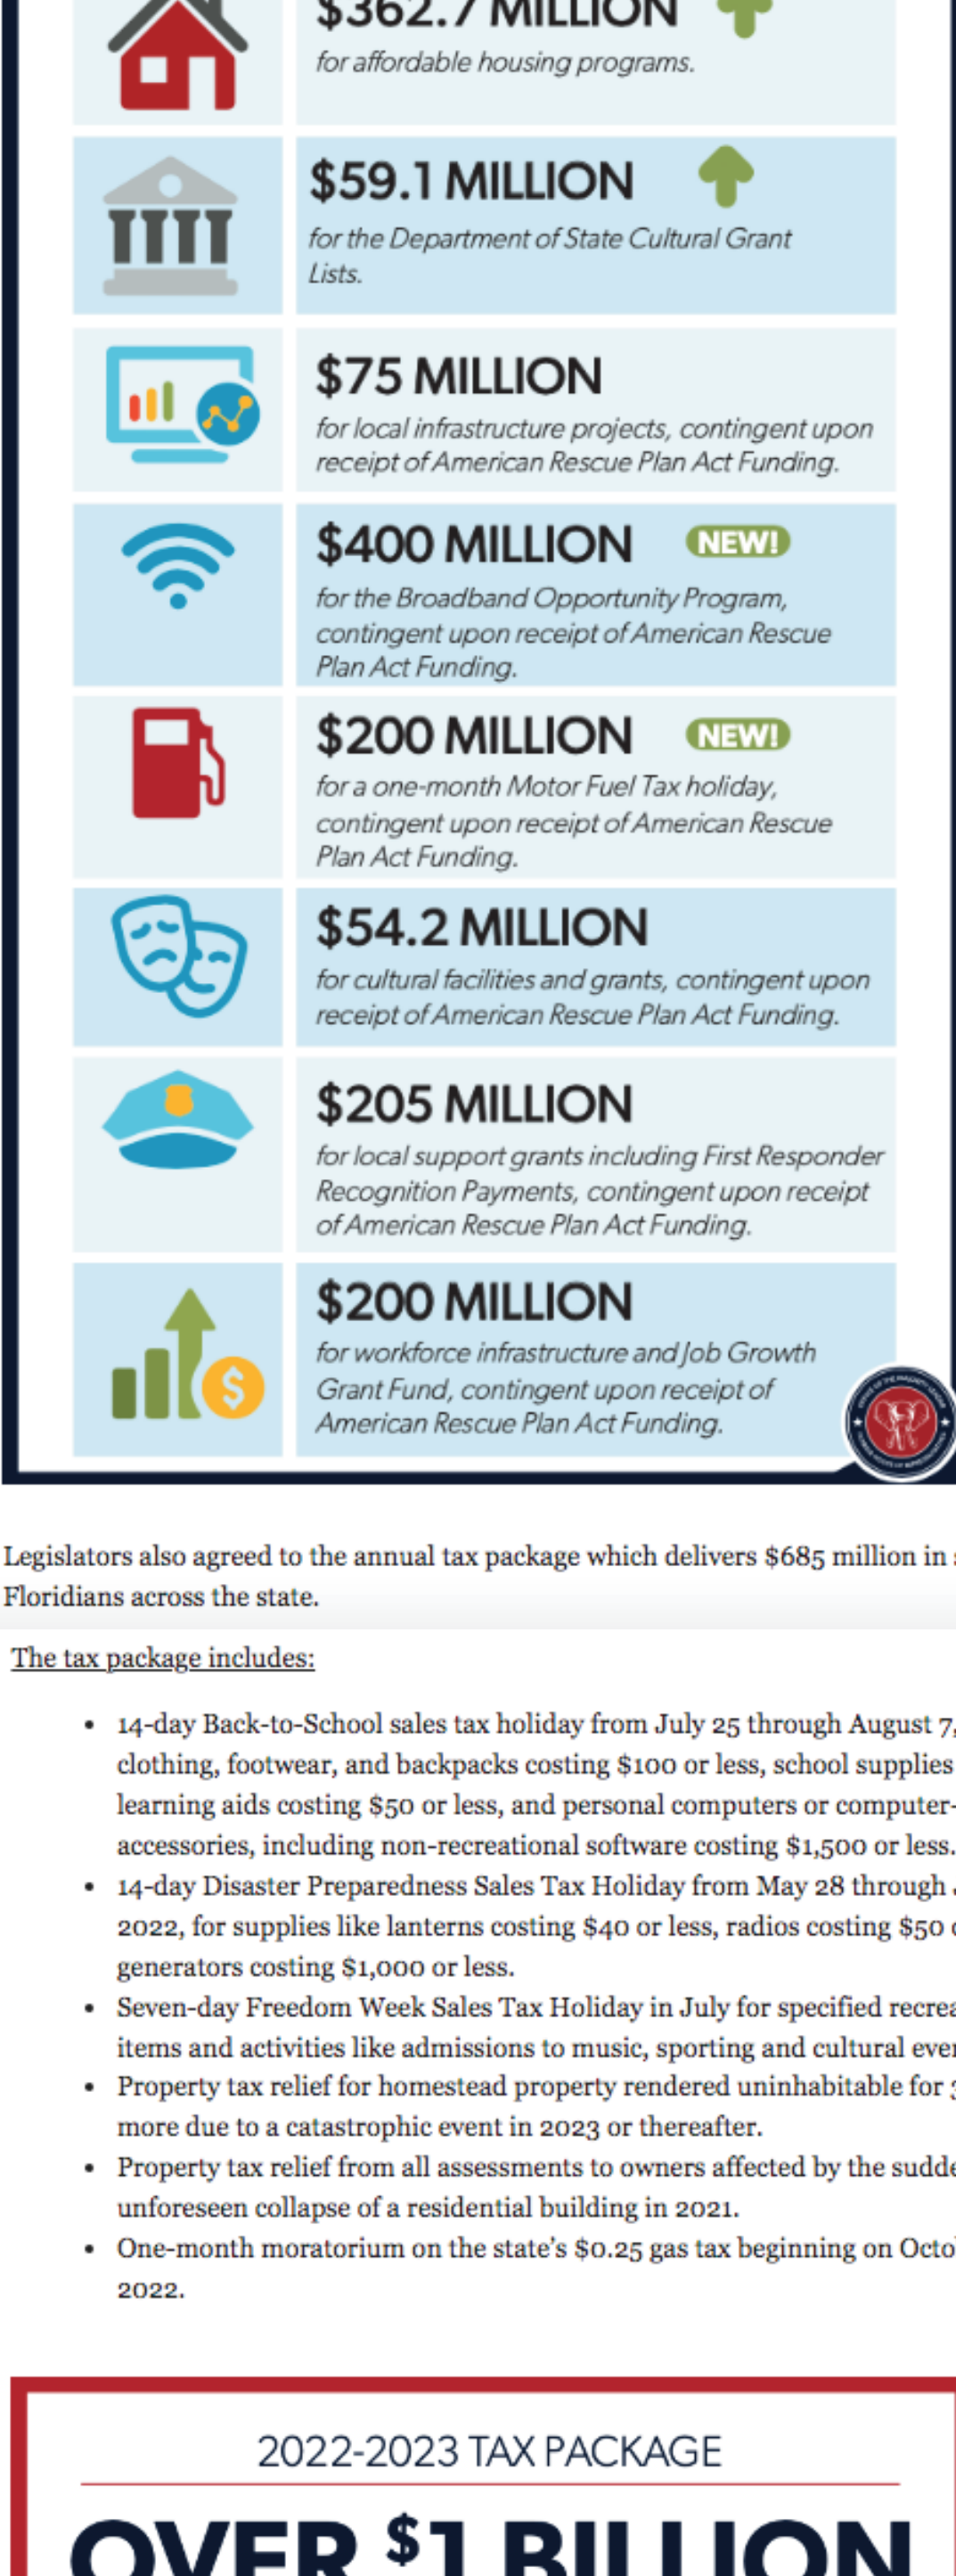 $362.7 MILLION
for affordable housing programs.
$59.1 MILLION
for the Department of State Cultural Grant
Lists.
$75 MILLION
for local infrastructure projects, contingent upon
receipt of American Rescue Plan Act Funding.
$400 MILLION NEW!
for the Broadband Opportunity Program,
contingent upon receipt of American Rescue
Plan Act Funding.
$200 MILLION NEW!
for a one-month Motor Fuel Tax holiday,
contingent upon receipt of American Rescue
Plan Act Funding.
$54.2 MILLION
for cultural facilities and grants, contingent upon
receipt of American Rescue Plan Act Funding.
$205 MILLION
for local support grants including First Responder
Recognition Payments, contingent upon receipt
of American Rescue Plan Act Funding.
$200 MILLION
for workforce infrastructure and Job Growth
Grant Fund, contingent upon receipt of
American Rescue Plan Act Funding.
Legislators also agreed to the annual tax package which delivers $685 million in
Floridians across the state.
The tax package includes:
• 14-day Back-to-School sales tax holiday from July 25 through August 7,
clothing, footwear, and backpacks costing $100 or less, school supplies
learning aids costing $50 or less, and personal computers or computer-
accessories, including non-recreational software costing $1,500 or less.
• 14-day Disaster Preparedness Sales Tax Holiday from May 28 through
2022, for supplies like lanterns costing $40 or less, radios costing $50
generators costing $1,000 or less.
• Seven-day Freedom Week Sales Tax Holiday in July for specified
items and activities like admissions to music, sporting and cultural
• Property tax relief for homestead property rendered uninhabitable for
more due to a catastrophic event in 2023 or thereafter.
• Property tax relief from all assessments to owners affected by the
unforeseen collapse of a residential building in 2021.
• One-month moratorium on the state's $0.25 gas tax beginning on
2022.
2022-2023 TAX PACKAGE
OVER $1 BILLION